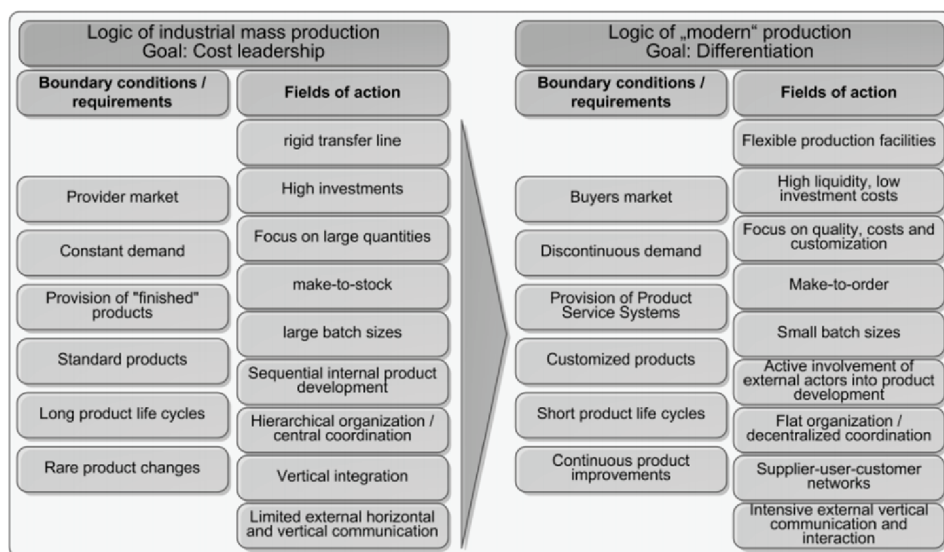 Logic of industrial mass production
Goal: Cost leadership
Boundary conditions /
requirements
Fields of action
rigid transfer line
Provider market
High investments
Constant demand
Focus on large quantities
Provision of "finished"
products
make-to-stock
Standard products
large batch sizes
Long product life cycles
Sequential internal product
development
Rare product changes
Hierarchical organization /
central coordination
Vertical integration
Limited external horizontal
and vertical communication
Logic of „modern“ production
Goal: Differentiation
Boundary conditions /
requirements
Fields of action
Flexible production facilities
Buyers market
High liquidity, low
investment costs
Discontinuous demand
Focus on quality, costs and
customization
Provision of Product
Service Systems
Make-to-order
Customized products
Small batch sizes
Short product life cycles
Active involvement of
external actors into product
development
Continuous product
improvements
Flat organization /
decentralized coordination
Supplier-user-customer
networks
Intensive external vertical
communication and
interaction